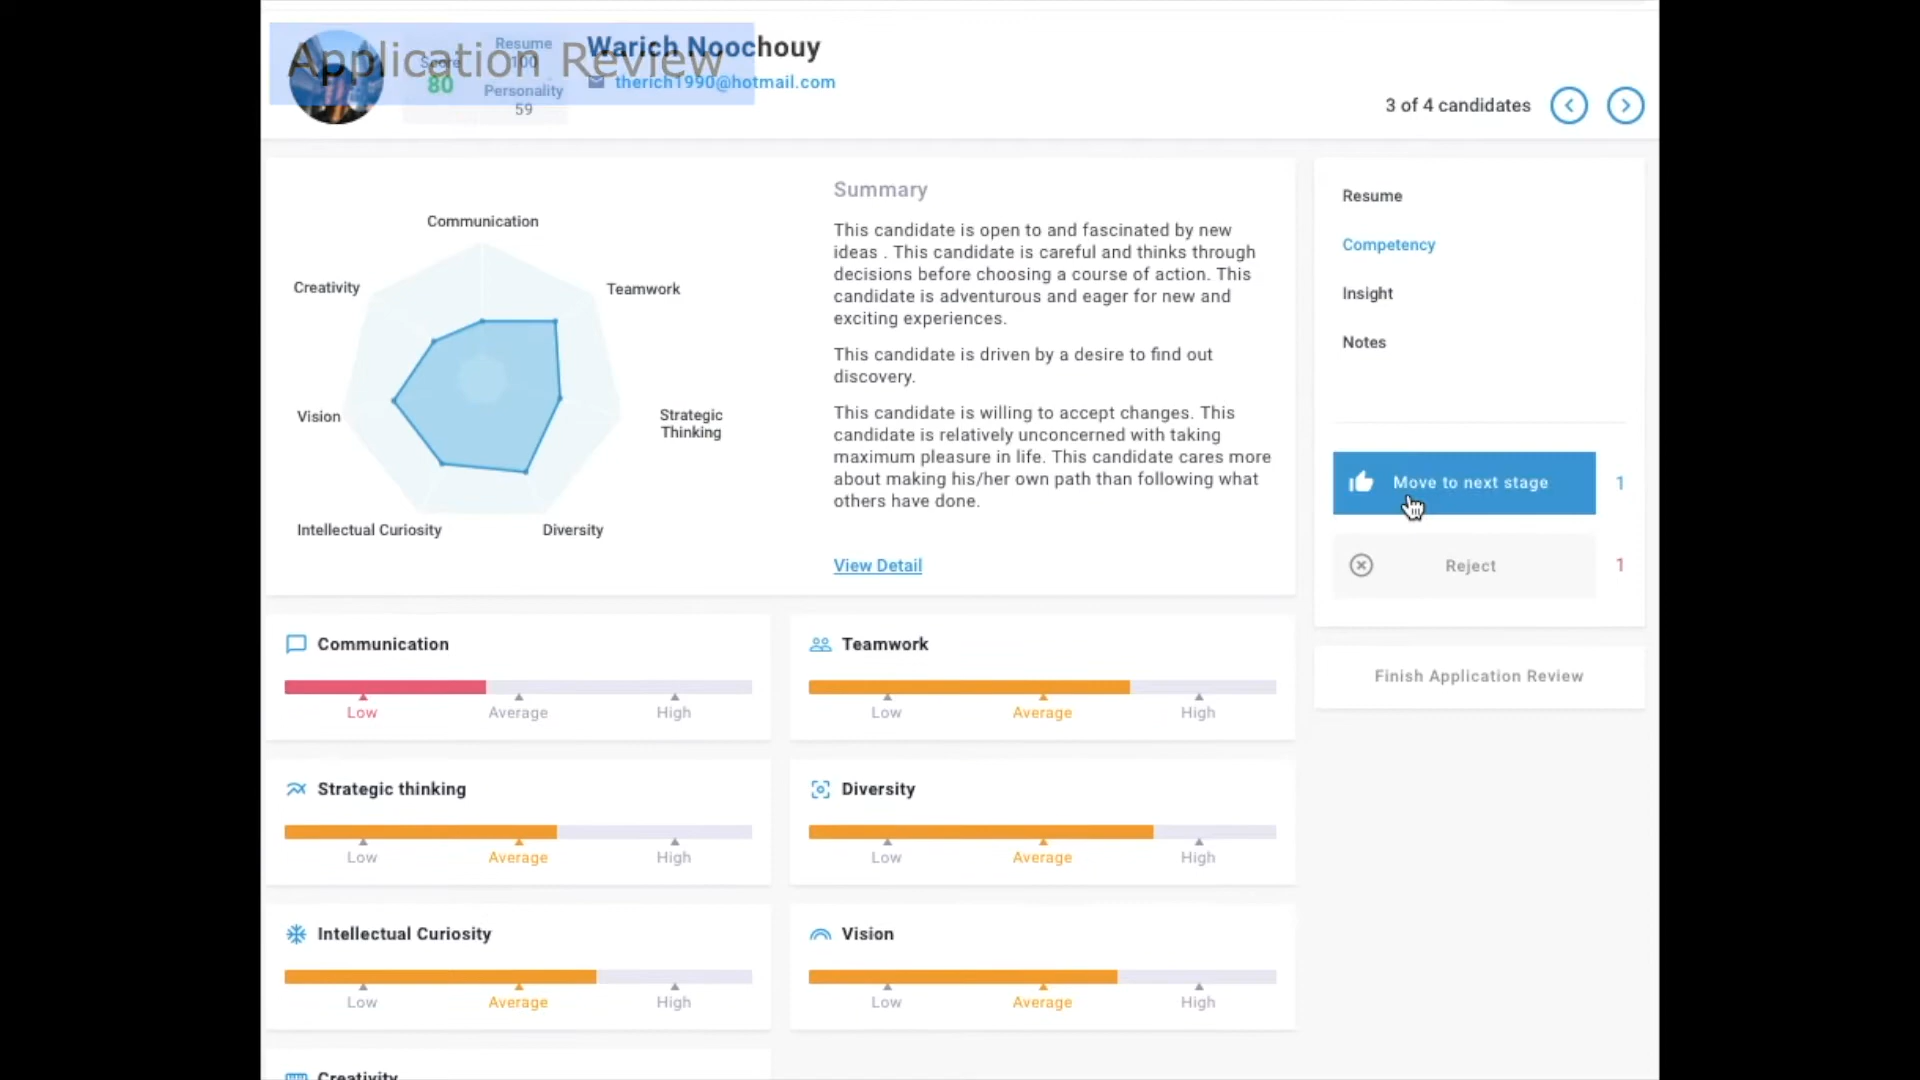 Application Review
Score
80
Resume
100
Personality
59
Warich Noochouy
therich1990@hotmail.com
3 of 4 candidates
Communication
Creativity
Teamwork
Vision
Strategic
Thinking
Intellectual Curiosity
Diversity
Summary
This candidate is open to and fascinated by new
ideas . This candidate is careful and thinks through
decisions before choosing a course of action. This
candidate is adventurous and eager for new and
exciting experiences.
This candidate is driven by a desire to find out
discovery.
This candidate is willing to accept changes. This
candidate is relatively unconcerned with taking
maximum pleasure in life. This candidate cares more
about making his/her own path than following what
others have done.
View Detail
Resume
Competency
Insight
Notes
Move to next stage 1
Reject 1
Finish Application Review
Communication
Low Average High
Teamwork
Low Average High
Strategic thinking
Low Average High
Diversity
Low Average High
Intellectual Curiosity
Low Average High
Vision
Low Average High
Creativity